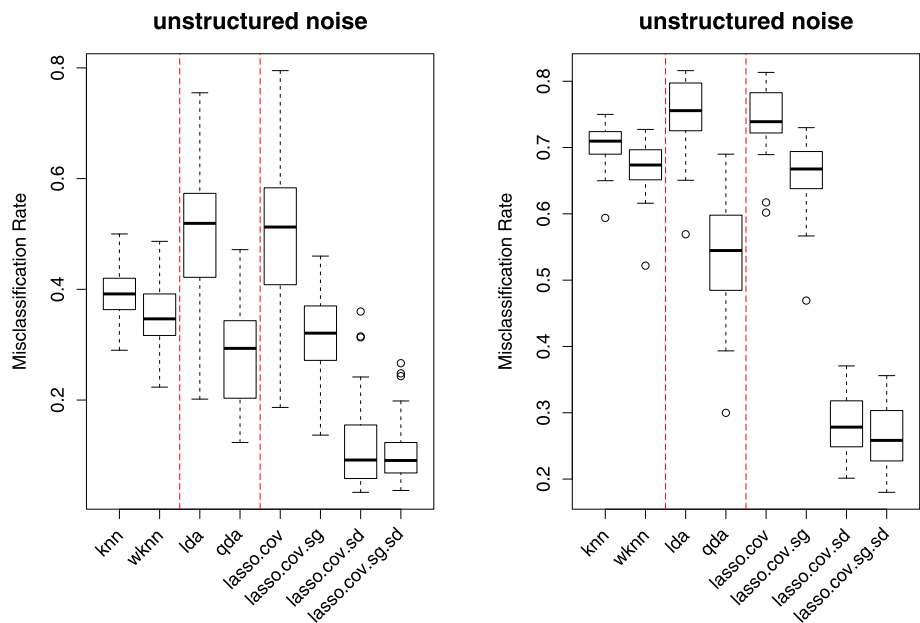 unstructured noise
Misclassification Rate
0.8
0.6
0.4
0.2
knn
wknn
lda
qda
lasso.cov
lasso.cov.sg
lasso.cov.sd
lasso.cov.sg.sd
unstructured noise
Misclassification Rate
0.8
0.7
0.6
0.5
0.4
0.3
0.2
knn
wknn
lda
qda
lasso.cov
lasso.cov.sg
lasso.cov.sd
lasso.cov.sg.sd